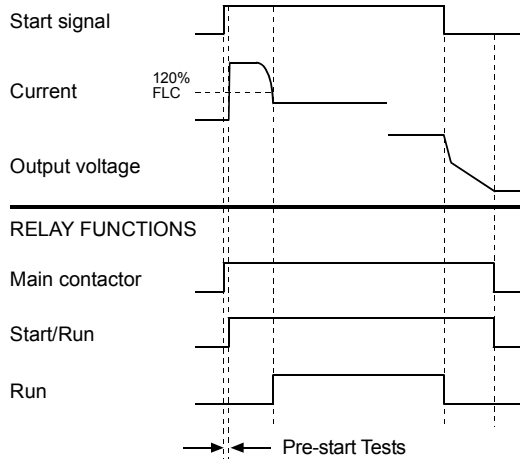 Start signal
120%
FLC
Current
Output voltage
RELAY FUNCTIONS
Main contactor
Start/Run
Run
Pre-start Tests